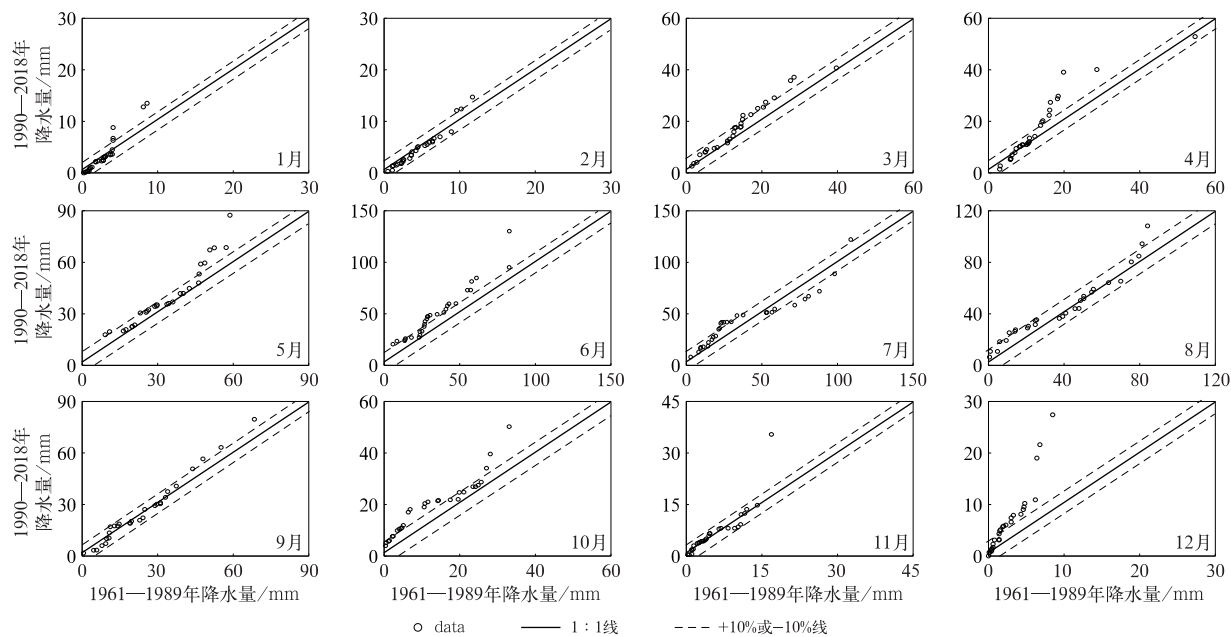 30 30 60 60
20 20 40 40
10 10 20 20
1月 2月 3月 4月
0 0 0 0
0 10 20 30 0 10 20 30 0 20 40 60 0 20 40 60
1990—2018年
降水量/mm
90 150 150 120
60 100 100 80
30 50 50 40
5月 6月 7月 8月
0 0 0 0
0 30 60 90 0 50 100 150 0 50 100 150 0 40 80 120
1990—2018年
降水量/mm
90 60 45 30
60 40 30 20
30 20 15 10
9月 10月 11月 12月
0 0 0 0
0 30 60 90 0 20 40 60 0 15 30 45 0 10 20 30
1990—2018年
降水量/mm
1961—1989年降水量/mm 1961—1989年降水量/mm 1961—1989年降水量/mm 1961—1989年降水量/mm
data 1∶1线 +10%或−10%线